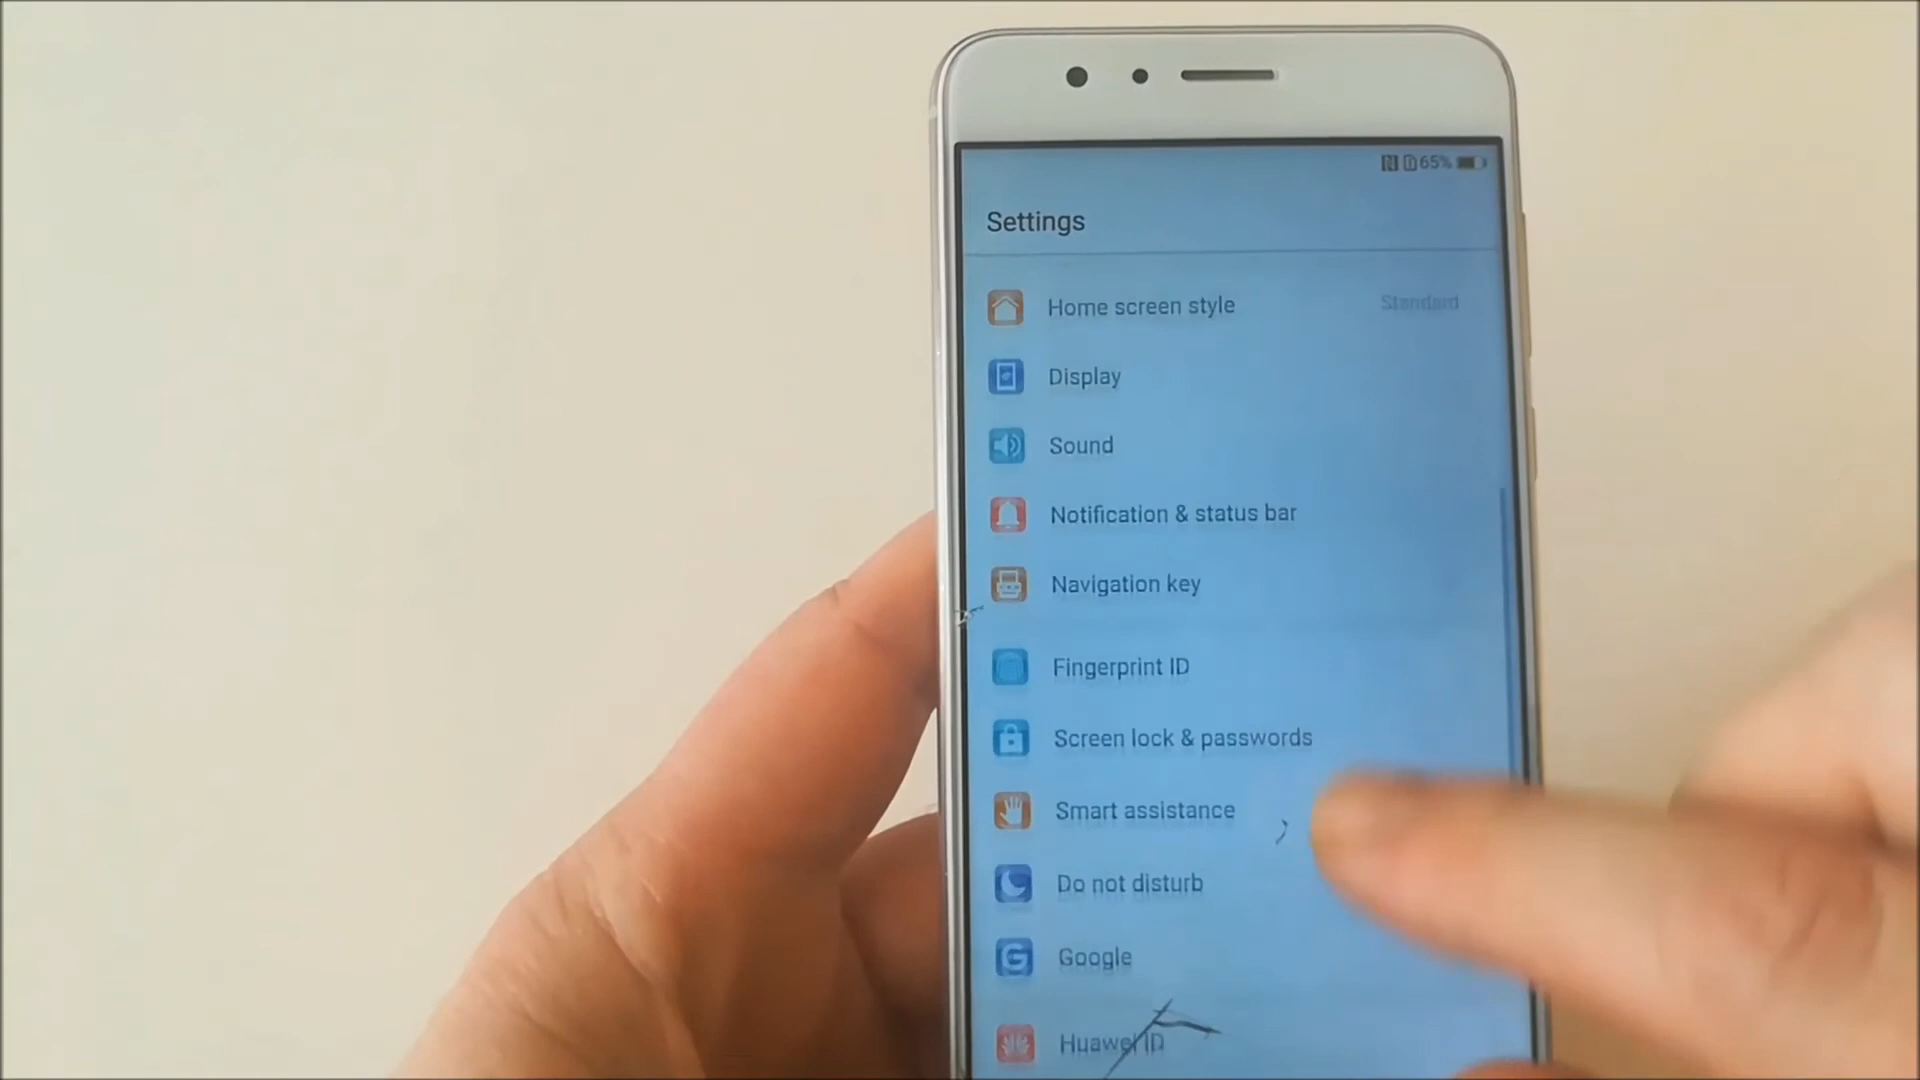 65%
Settings
Home screen style Standard
Display
Sound
Notification & status bar
Navigation key
Fingerprint ID
Screen lock & passwords
Smart assistance
Do not disturb
Google
Huawei ID